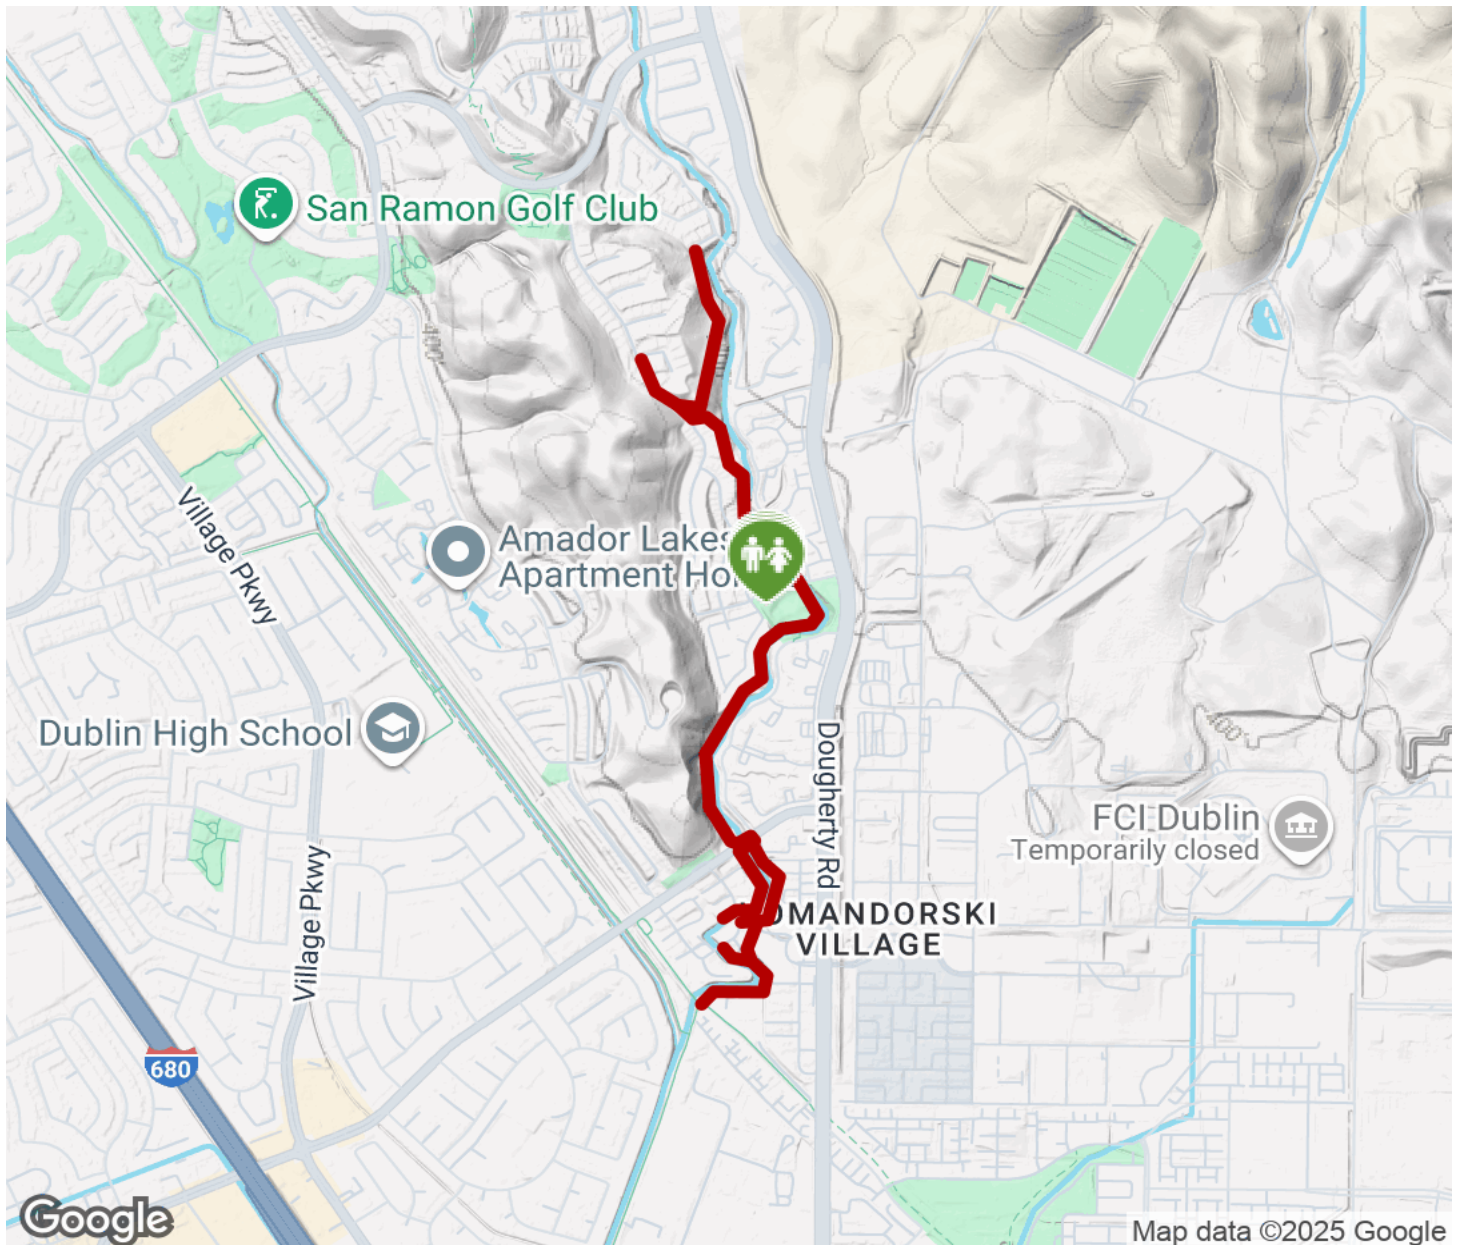 San Ramon Golf Club
400
Village Pkwy
Amador Lakes
Apartment Ho
Dublin High School
Dougherty Rd
400
FCI Dublin
Temporarily closed
Village Pkwy
OMANDORSKI
VILLAGE
680
Google
Map data ©2025 Google